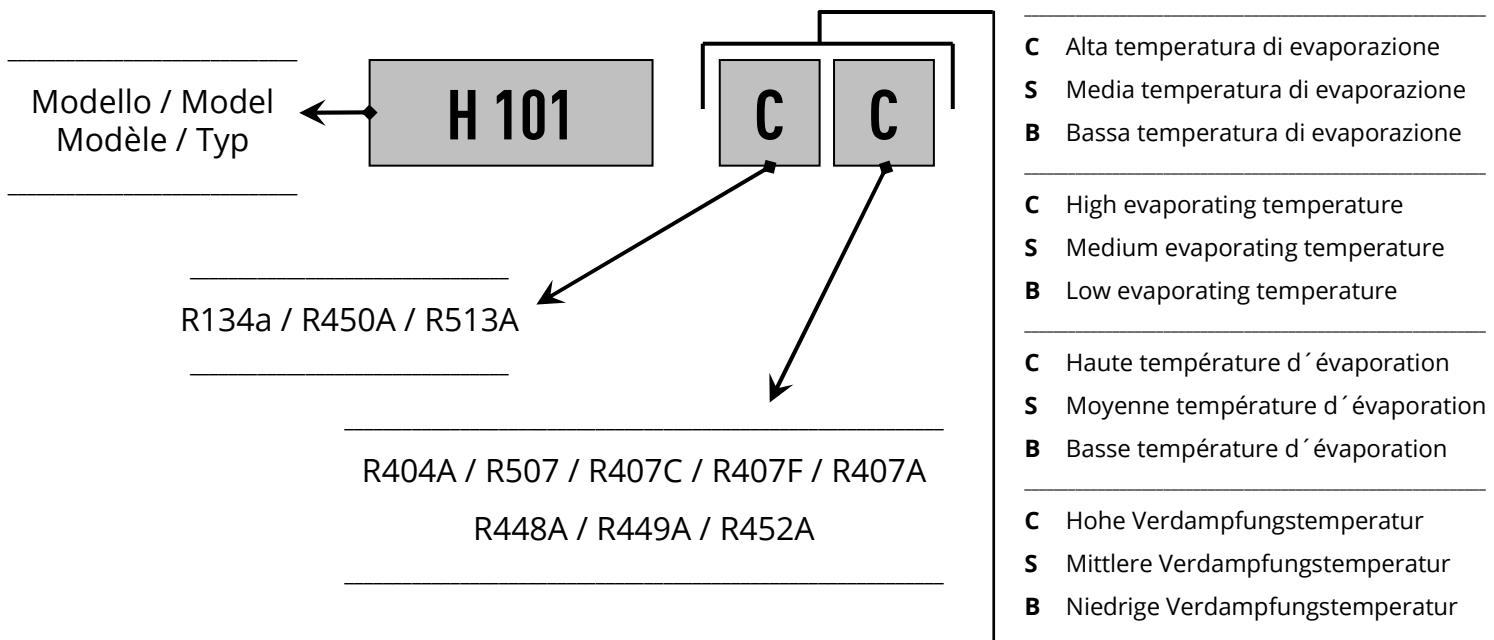 Modello / Model
Modèle / Typ
H 101
C
C
R134a / R450A / R513A
R404A / R507 / R407C / R407F / R407A
R448A / R449A / R452A
C Alta temperatura di evaporazione
S Media temperatura di evaporazione
B Bassa temperatura di evaporazione
C High evaporating temperature
S Medium evaporating temperature
B Low evaporating temperature
C Haute température d´évaporation
S Moyenne température d´évaporation
B Basse température d´évaporation
C Hohe Verdampfungstemperatur
S Mittlere Verdampfungstemperatur
B Niedrige Verdampfungstemperatur